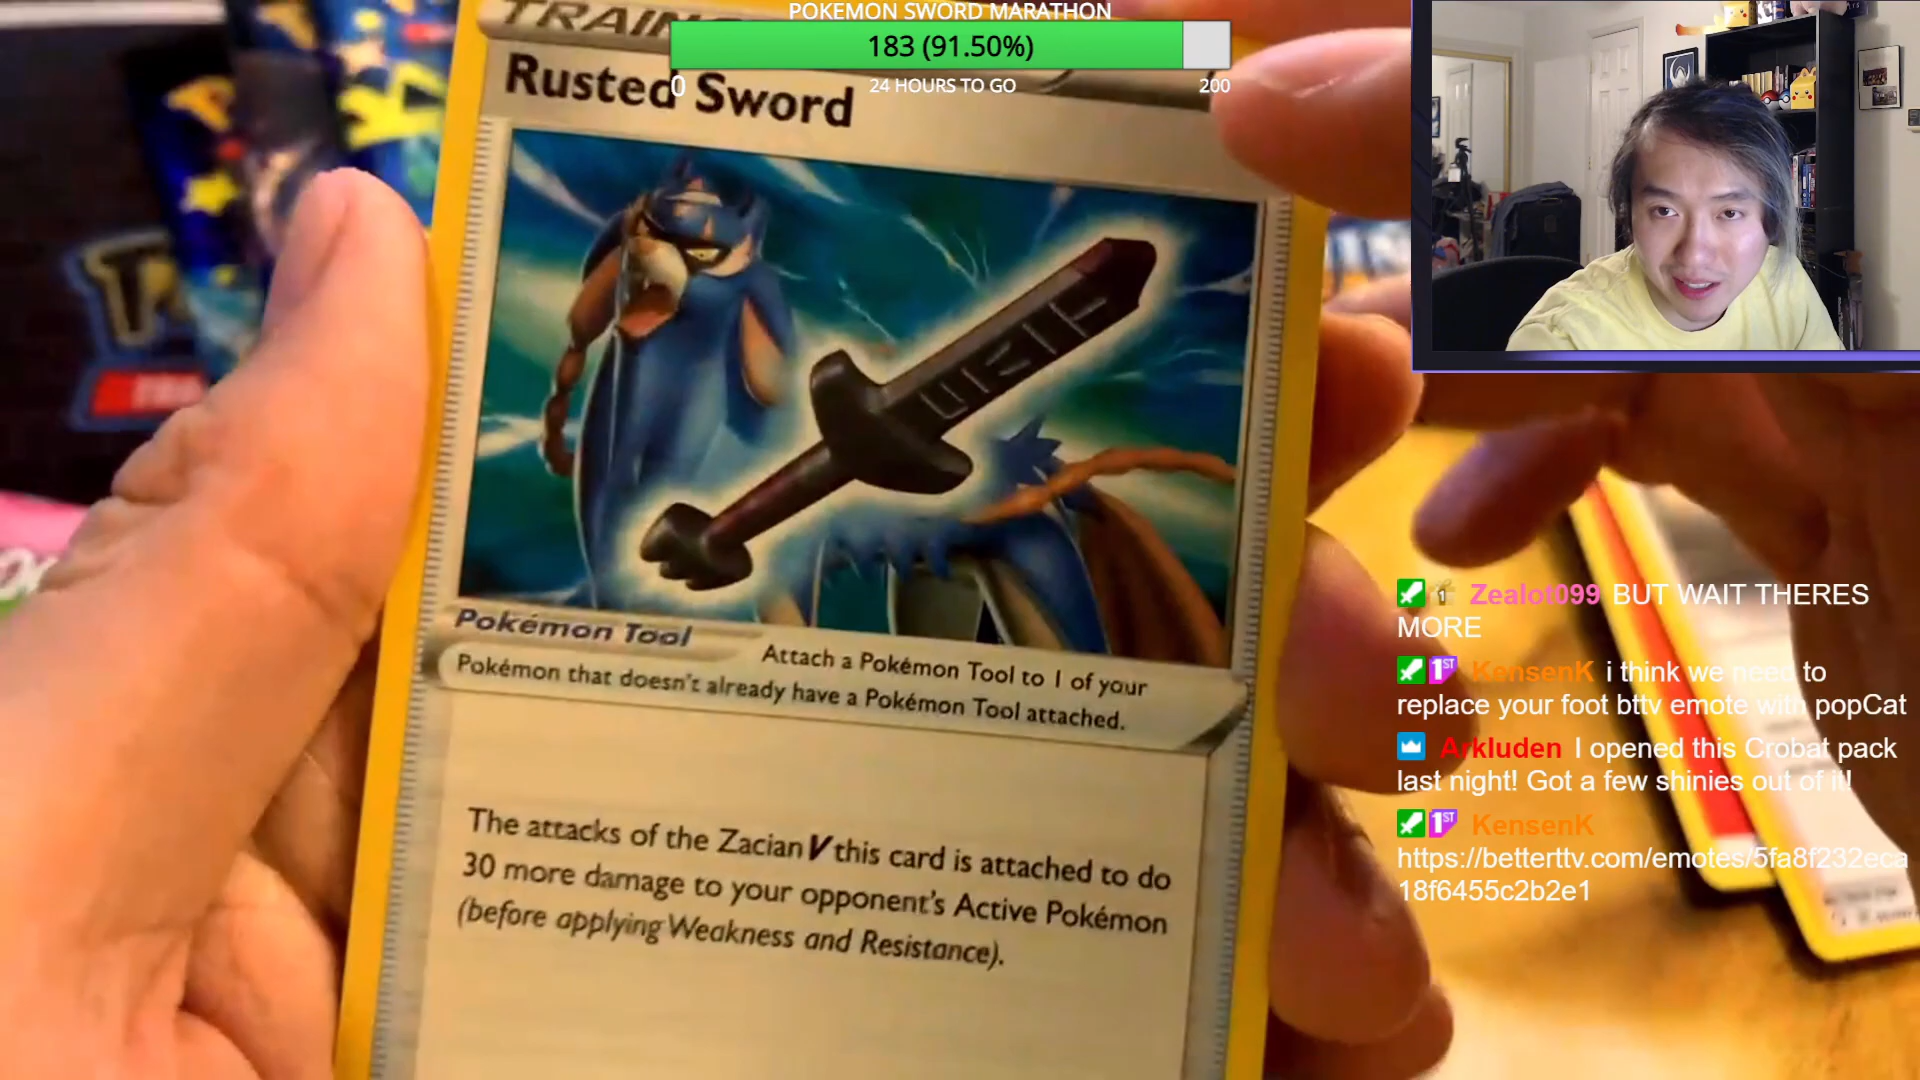 POKEMON SWORD MARATHON
183 (91.50%)
0 24 HOURS TO GO 200
Rusted Sword
Pokémon Tool
Attach a Pokémon Tool to 1 of your
Pokémon that doesn't already have a Pokémon Tool attached.
The attacks of the Zacian V this card is attached to do
30 more damage to your opponent's Active Pokémon
(before applying Weakness and Resistance).
Zealot099 BUT WAIT THERES
MORE
1ST KensenK i think we need to
replace your foot bttv emote with popCat
Arkluden I opened this Crobat pack
last night! Got a few shinies out of it!
1ST KensenK
https://betterttv.com/emotes/5fa8f232eca
18f6455c2b2e1